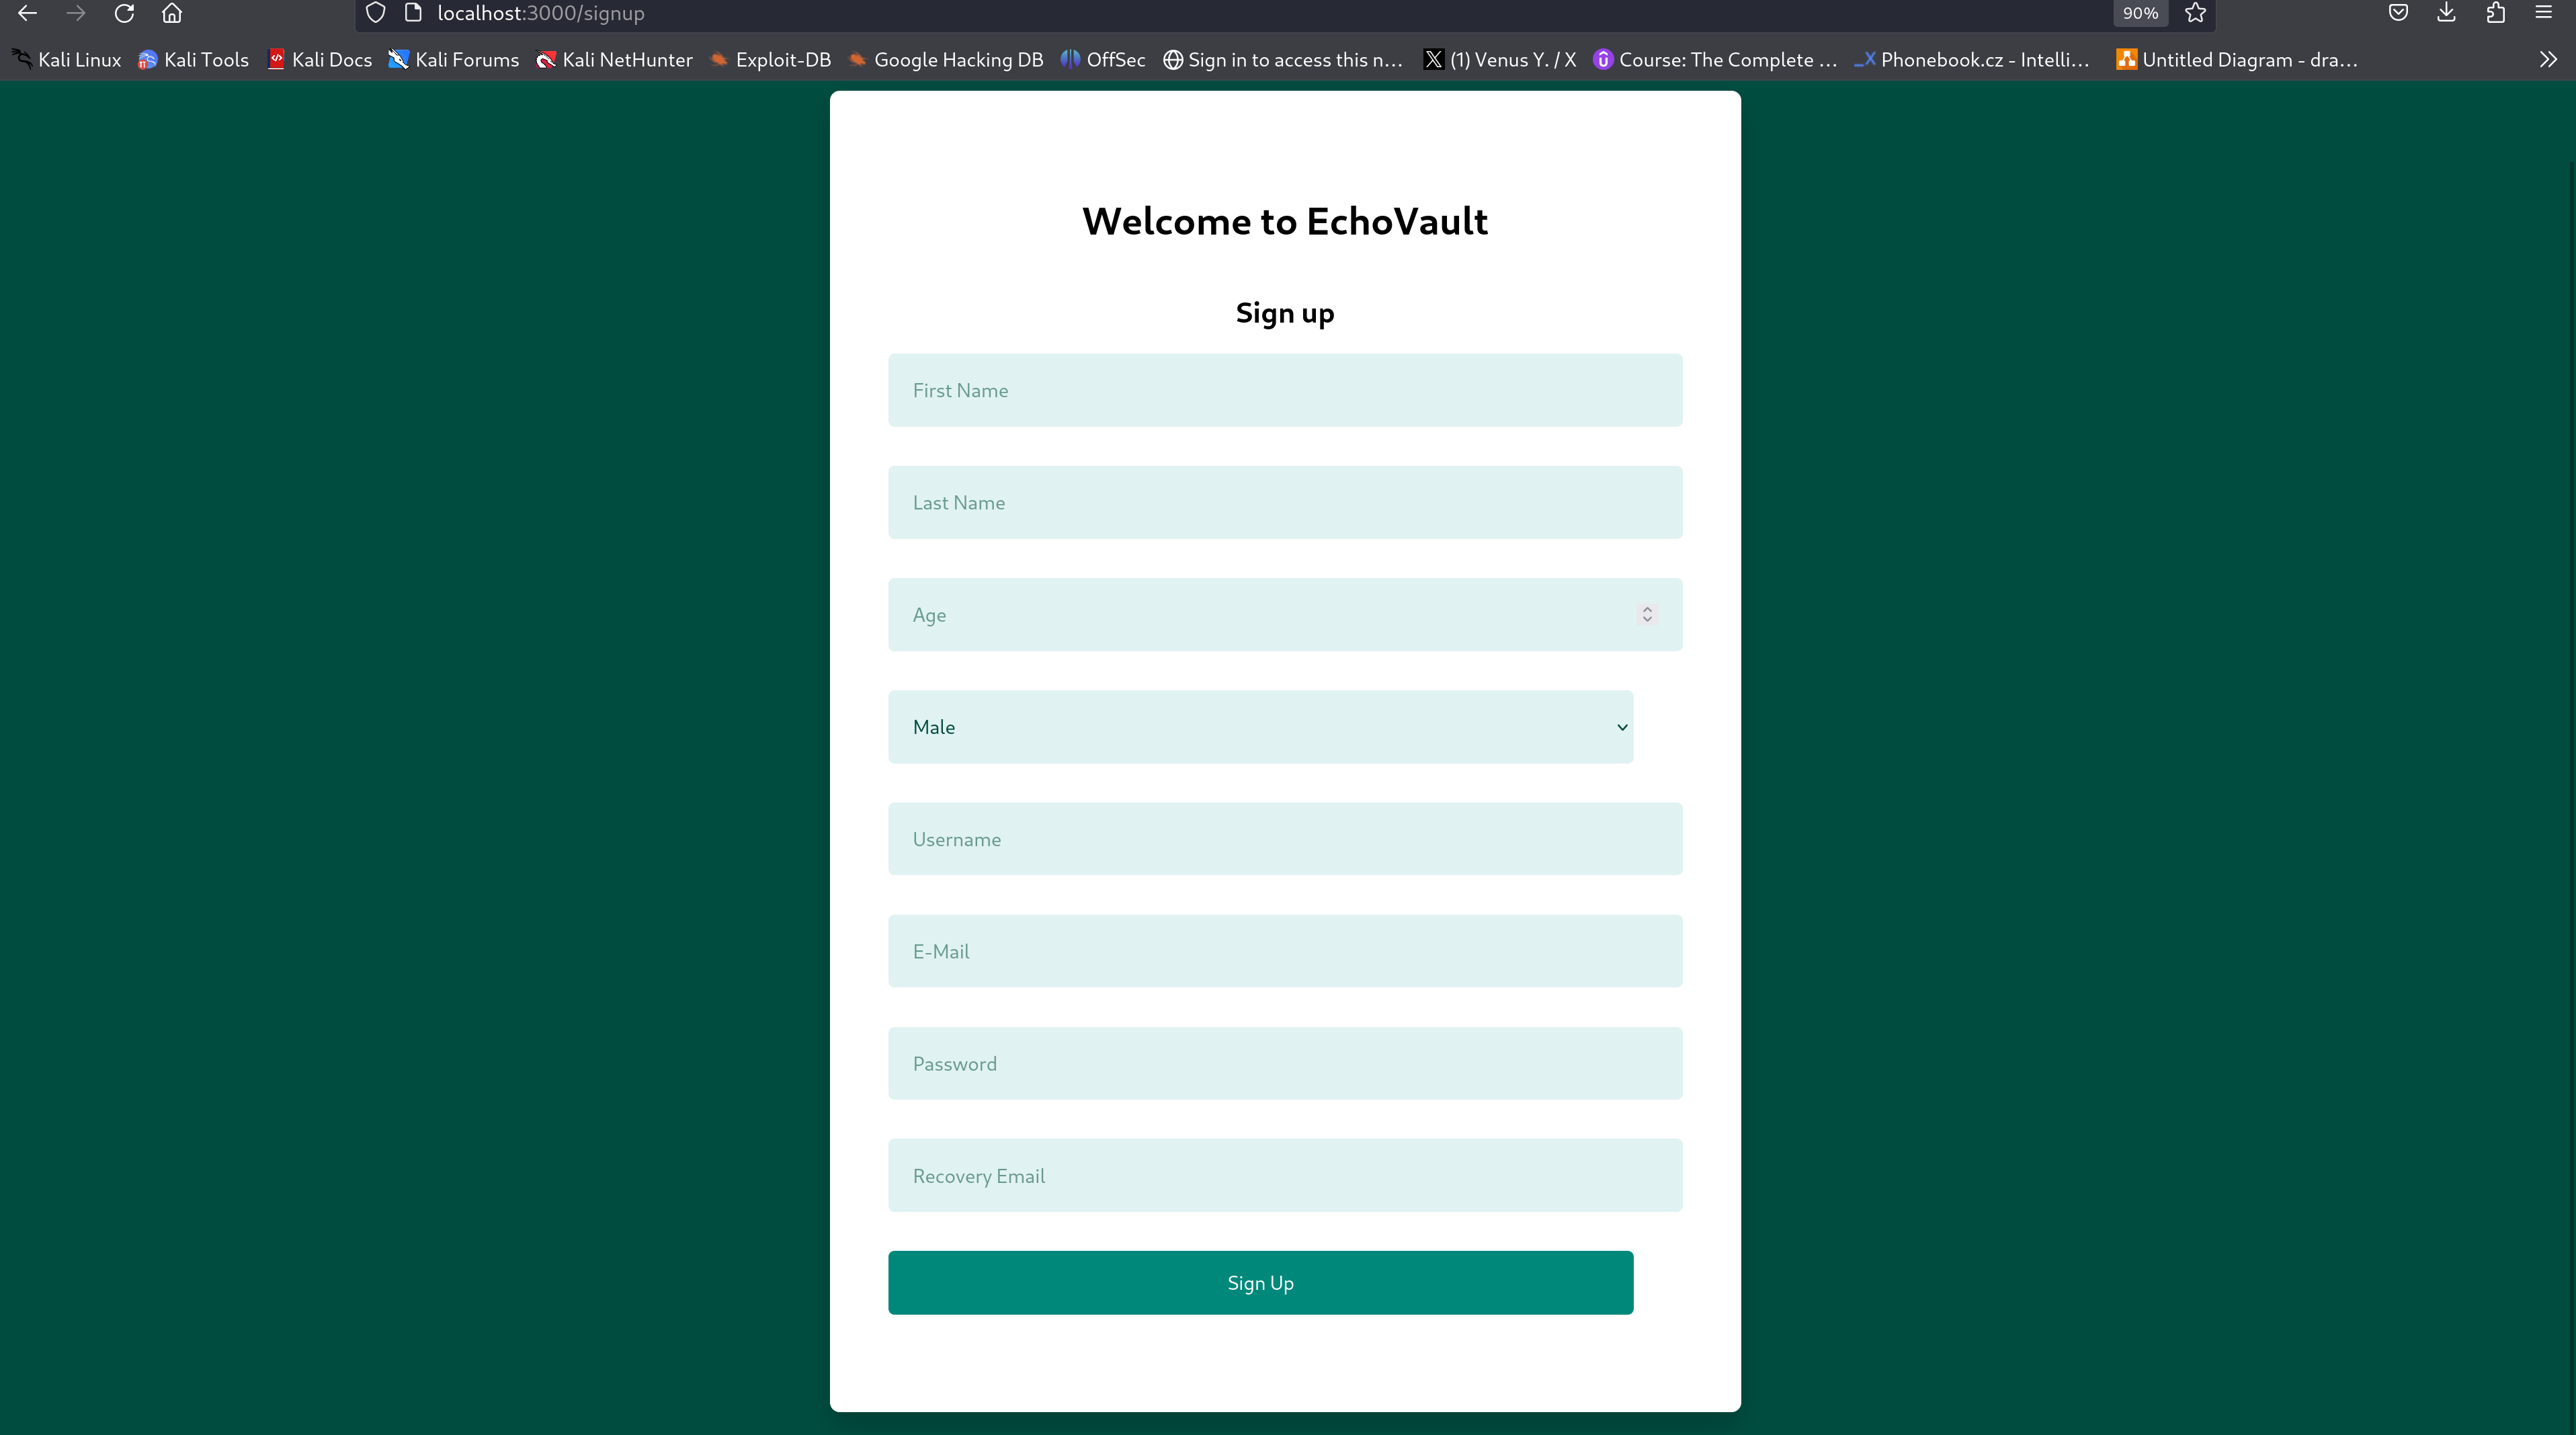 localhost:3000/signup
90%
Kali Linux Kali Tools Kali Docs Kali Forums Kali NetHunter Exploit-DB Google Hacking DB OffSec Sign in to access this n... X (1) Venus Y. / X Course: The Complete ... Phonebook.cz - Intelli... Untitled Diagram - dra...
Welcome to EchoVault
Sign up
First Name
Last Name
Age
Male
Username
E-Mail
Password
Recovery Email
Sign Up